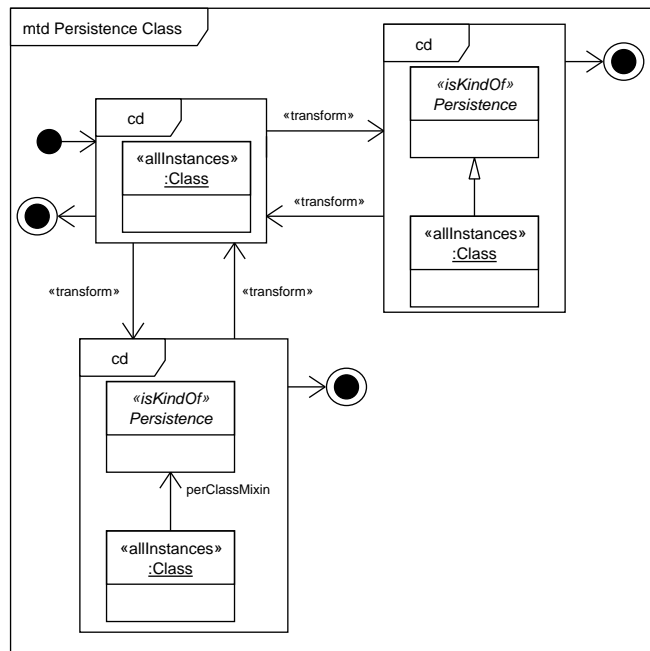 mtd Persistence Class
cd
«isKindOf»
Persistence
«allInstances»
:Class
cd
«allInstances»
:Class
«transform»
«transform»
«transform»
«transform»
cd
«isKindOf»
Persistence
perClassMixin
«allInstances»
:Class